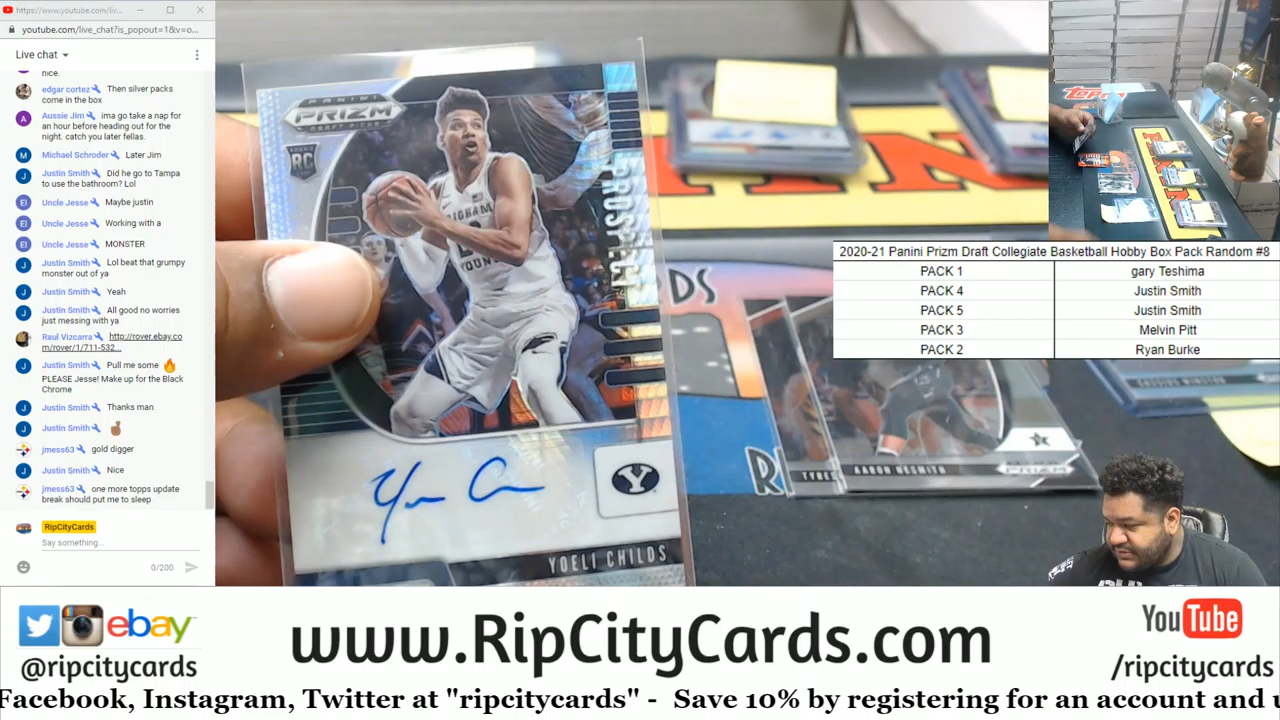 https://www.youtube.com/liv...
youtube.com/live_chat?is_popout=1&v=o...
Live chat
nice.
edgar cortez Then silver packs
come in the box
Aussie Jim ima go take a nap for
an hour before heading out for the
night. catch you later fellas.
Michael Schroder Later Jim
Justin Smith Did he go to Tampa
to use the bathroom? Lol
Uncle Jesse Maybe justin
Uncle Jesse Working with a
Uncle Jesse MONSTER
Justin Smith Lol beat that grumpy
monster out of ya
Justin Smith Yeah
Justin Smith All good no worries
just messing with ya
Raul Vizcarra http://rover.ebay.co
m/rover/1/711-532...
Justin Smith Pull me some 🔥
PLEASE Jesse! Make up for the Black
Chrome
Justin Smith Thanks man
Justin Smith
jmess63 gold digger
Justin Smith Nice
jmess63 one more topps update
break should put me to sleep
RipCityCards
Say something...
0/200
PANINI
PRIZM
DRAFT PICKS
RC
BRIGHAM
YOUNG
Y
YOELI CHILDS
AARON NESMITH
PRIZM
CASSIUS WINSTON
topps
2020-21 Panini Prizm Draft Collegiate Basketball Hobby Box Pack Random #8
PACK 1 gary Teshima
PACK 4 Justin Smith
PACK 5 Justin Smith
PACK 3 Melvin Pitt
PACK 2 Ryan Burke
ebay
@ripcitycards
www.RipCityCards.com
YouTube
/ripcitycards
Facebook, Instagram, Twitter at "ripcitycards" - Save 10% by registering for an account and u